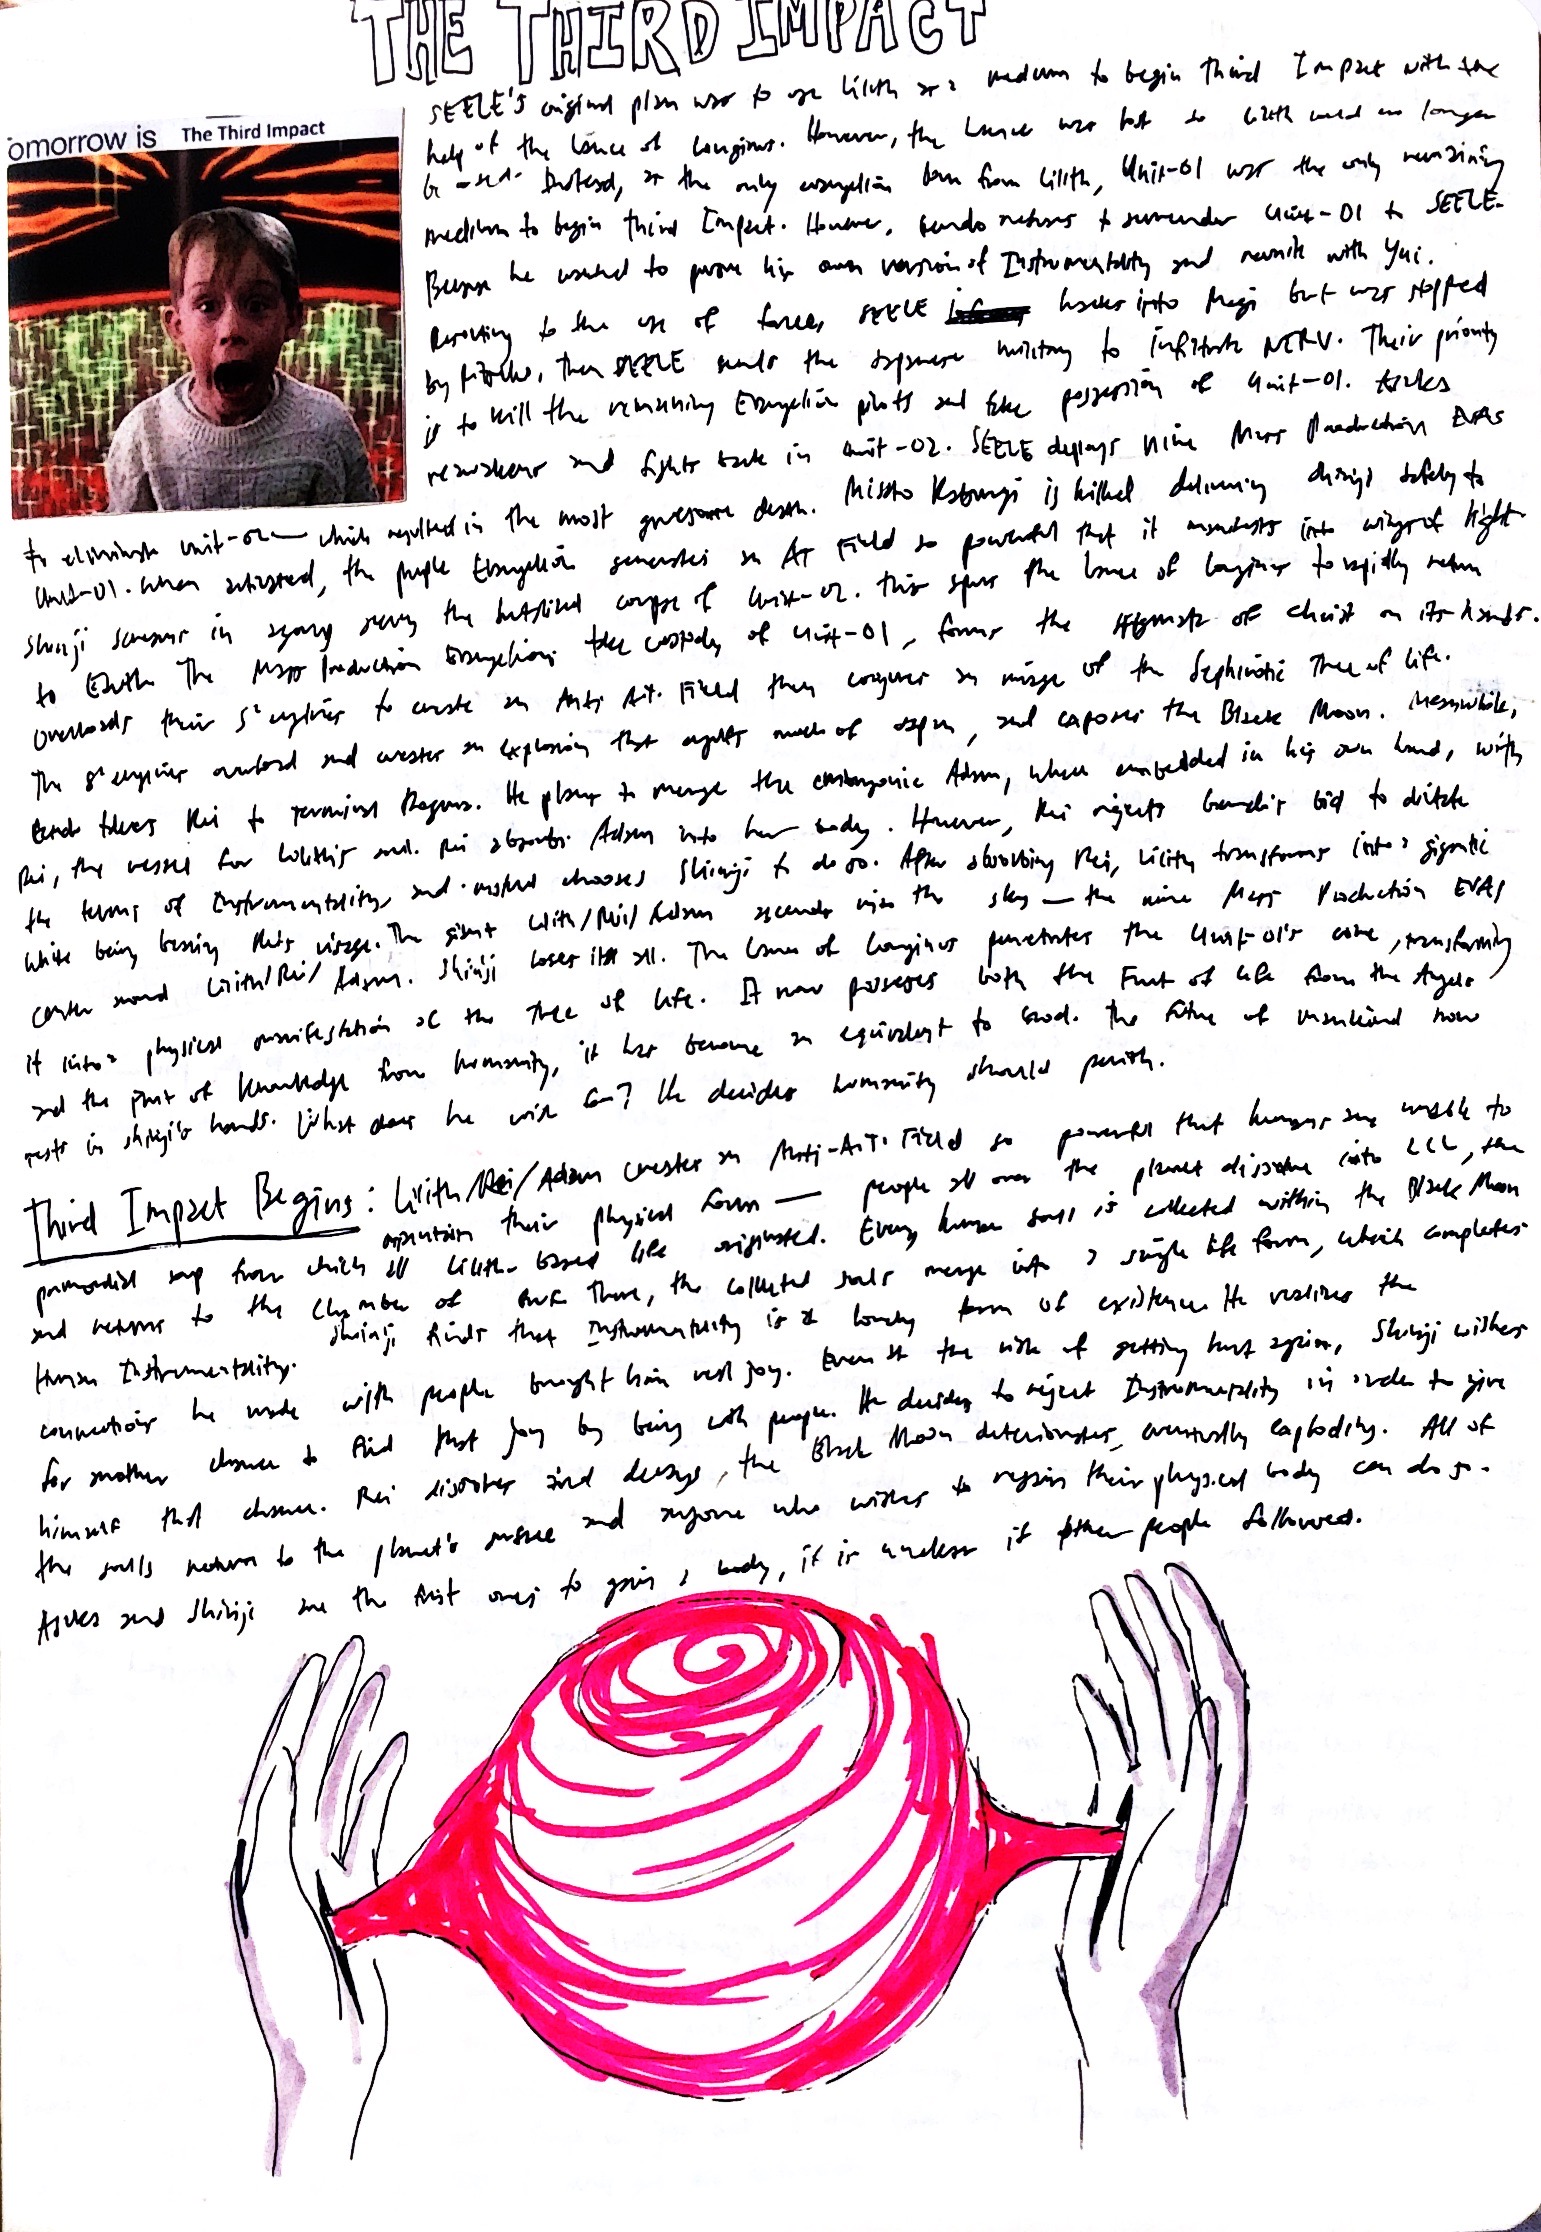 THE THIRD IMPACT
omorrow is The Third Impact
SEELE'S original plan was to use Lilith as a medium to begin Third Impact with the
help of the Lance of Longinus. However, the Lance was lost so Lilith could no longer
be used. Instead, as the only evangelion born from Lilith, Unit-01 was the only remaining
medium to begin Third Impact. However, Gendo refuses to surrender Unit-01 to SEELE.
Because he wanted to pursue his own version of Instrumentality and reunite with Yui.
Resorting to the use of forces, SEELE hacks into Magi but was stopped
by Ritsuko, then SEELE sends the Japanese military to infiltrate NERV. Their priority
is to kill the remaining Evangelion pilots and take possession of Unit-01. Asuka
reawakens and fights back in Unit-02. SEELE deploys nine Mass Production EVAs
to eliminate Unit-02 — which resulted in the most gruesome death. Misato Katsuragi is killed delivering Shinji safely to
Unit-01. When activated, the purple Evangelion generates an AT Field so powerful that it manifests into wings of light.
Shinji screams in agony seeing the brutalized corpse of Unit-02. This spurs the Lance of Longinus to rapidly return
to Earth. The Mass Production Evangelions take custody of Unit-01, forms the stigmata of Christ on its hands.
Overloads their S² engines to create an Anti A.T. Field then conjures an image of the Sephirotic Tree of Life.
The S² engines overload and creates an explosion that engulfs much of Japan, and exposes the Black Moon. Meanwhile,
Gendo takes Rei to Terminal Dogma. He plans to merge the embryonic Adam, when embedded in his own hand, with
Rei, the vessel for Lilith's soul. Rei absorbs Adam into her body. However, Rei rejects Gendo's bid to dictate
the terms of Instrumentality and instead chooses Shinji to do so. After absorbing Rei, Lilith transforms into a gigantic
white being bearing Rei's visage. The giant Lilith/Rei/Adam ascends into the sky — the nine Mass Production EVAs
center around Lilith/Rei/Adam. Shinji loses it all. The Lance of Longinus penetrates the Unit-01's core, transforming
it into a physical manifestation of the Tree of Life. It now possesses both the Fruit of Life from the Angels
and the Fruit of Knowledge from humanity, it has become an equivalent to God. The future of mankind now
rests in Shinji's hands. What does he wish for? He decides humanity should perish.
Third Impact Begins: Lilith/Rei/Adam creates an Anti-A.T. Field so powerful that humans are unable to
maintain their physical form — people all over the planet dissolve into LCL, the
primordial soup from which all Lilith-based life originated. Every human soul is collected within the Black Moon
and returns to the Chamber of Guf. There, the collected souls merge into a single life form, which completes
Human Instrumentality. Shinji finds that Instrumentality is a lonely form of existence. He realizes the
connections he made with people brought him real joy. Even at the risk of getting hurt again, Shinji wishes
for another chance to find that joy by being with people. He decides to reject Instrumentality in order to give
himself that chance. Rei dissolves and decays, the Black Moon deteriorates, eventually exploding. All of
the souls return to the planet's surface and anyone who wishes to regain their physical body can do so.
Asuka and Shinji are the first ones to gain a body, it is unclear if other people followed.